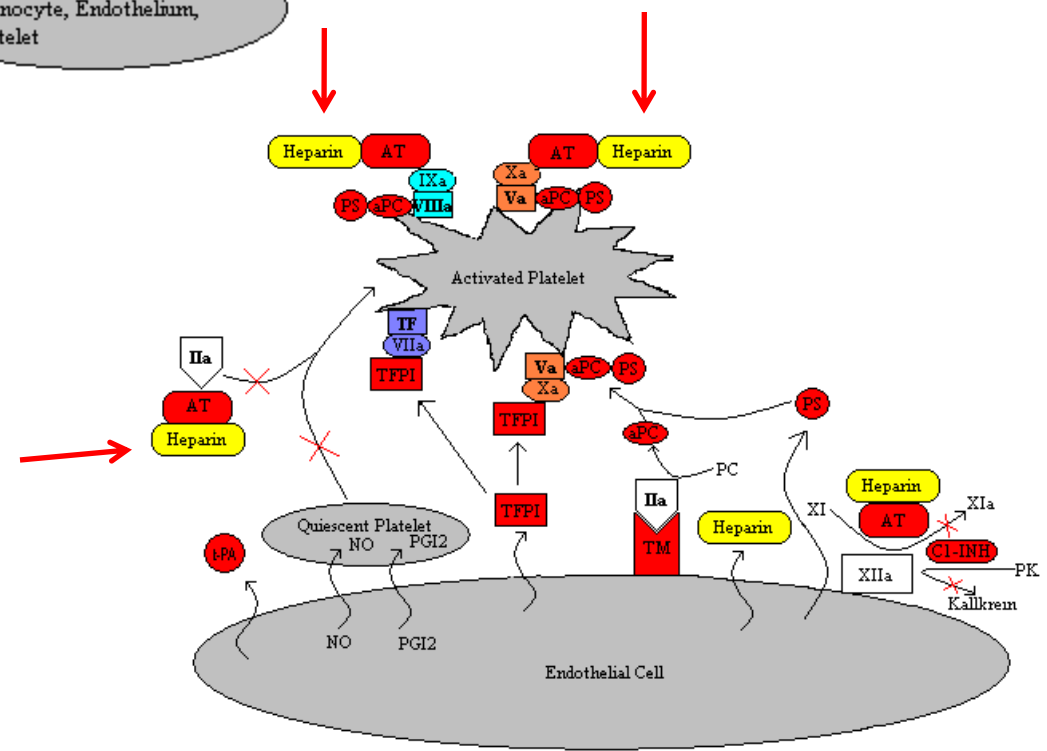 nocyte, Endothelium,
telet
Heparin AT
AT Heparin
IXa
Xa
PS aPC VIIIa
Va aPC PS
Activated Platelet
TF
VIIa
TFPI
IIa
AT
Heparin
Va aPC PS
Xa
TFPI
PS
aPC
PC
IIa
TM
TFPI
Heparin
Quiescent Platelet
NO PGI2
t-PA
NO PGI2
Heparin
AT
XI
XIa
C1-INH
XIIa
PK
Kallkrein
Endothelial Cell